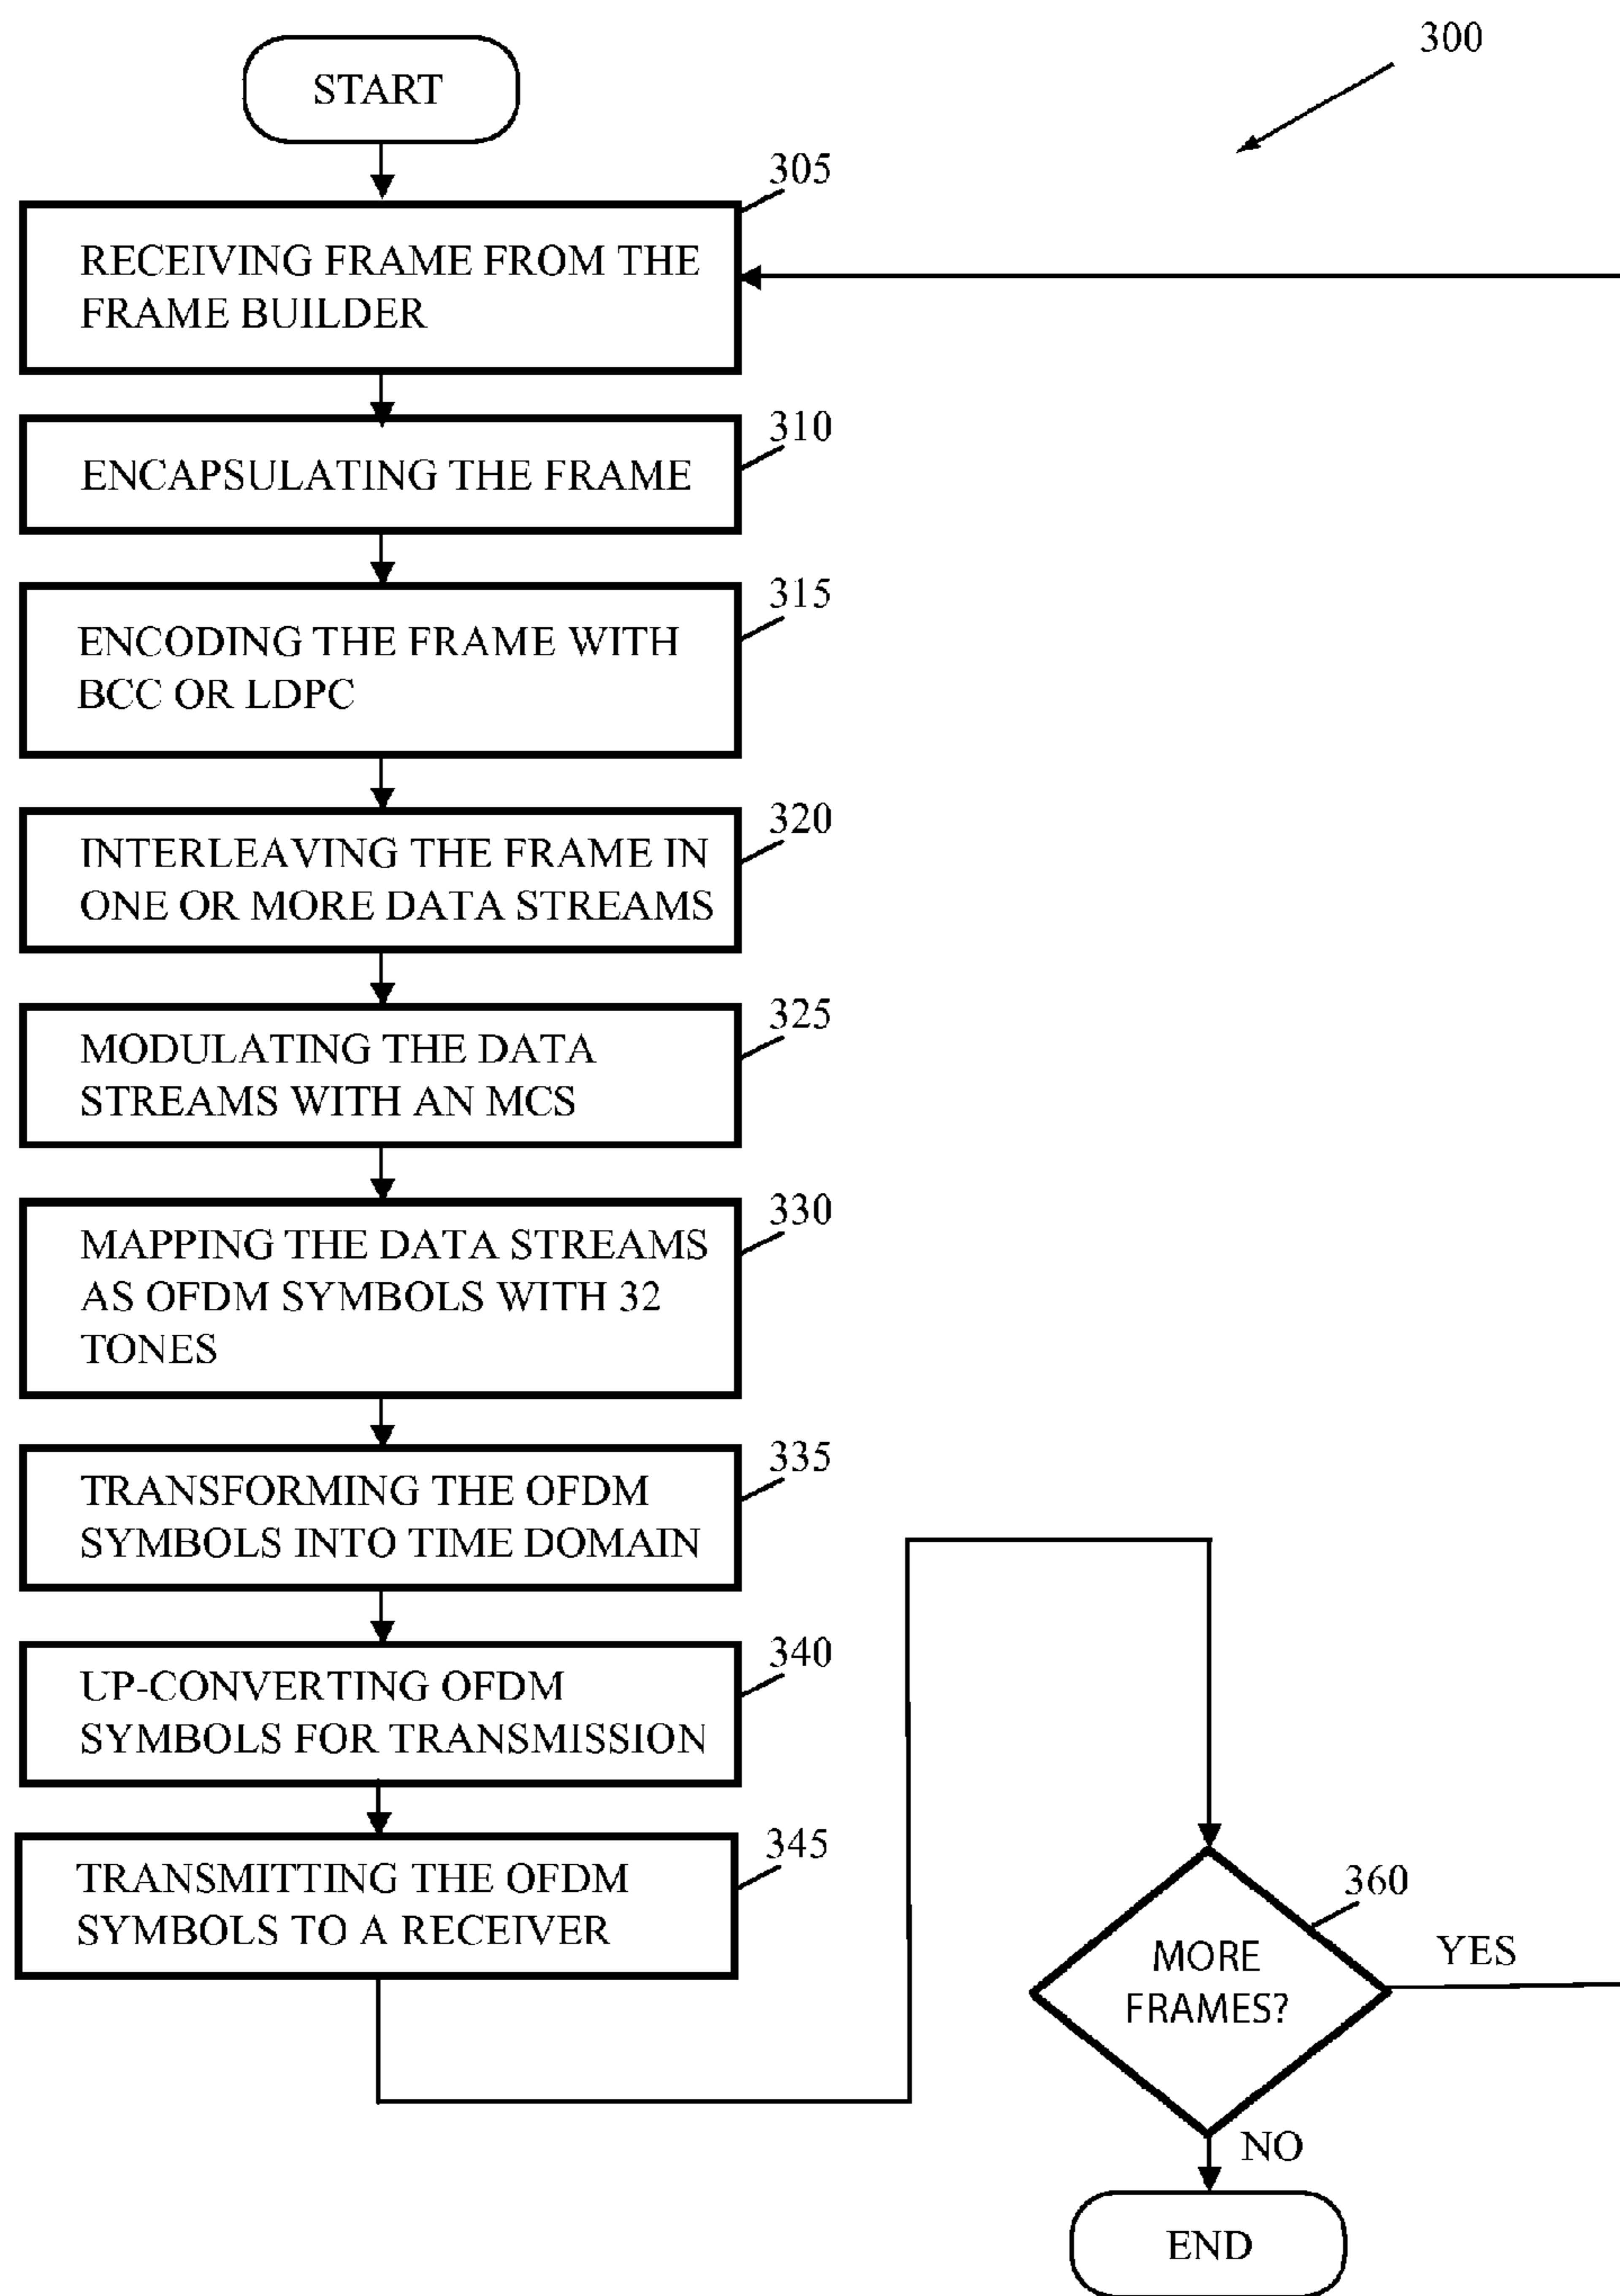 300
START
305
RECEIVING FRAME FROM THE
FRAME BUILDER
310
ENCAPSULATING THE FRAME
315
ENCODING THE FRAME WITH
BCC OR LDPC
320
INTERLEAVING THE FRAME IN
ONE OR MORE DATA STREAMS
325
MODULATING THE DATA
STREAMS WITH AN MCS
330
MAPPING THE DATA STREAMS
AS OFDM SYMBOLS WITH 32
TONES
335
TRANSFORMING THE OFDM
SYMBOLS INTO TIME DOMAIN
340
UP-CONVERTING OFDM
SYMBOLS FOR TRANSMISSION
345
TRANSMITTING THE OFDM
SYMBOLS TO A RECEIVER
360
MORE
FRAMES?
YES
NO
END